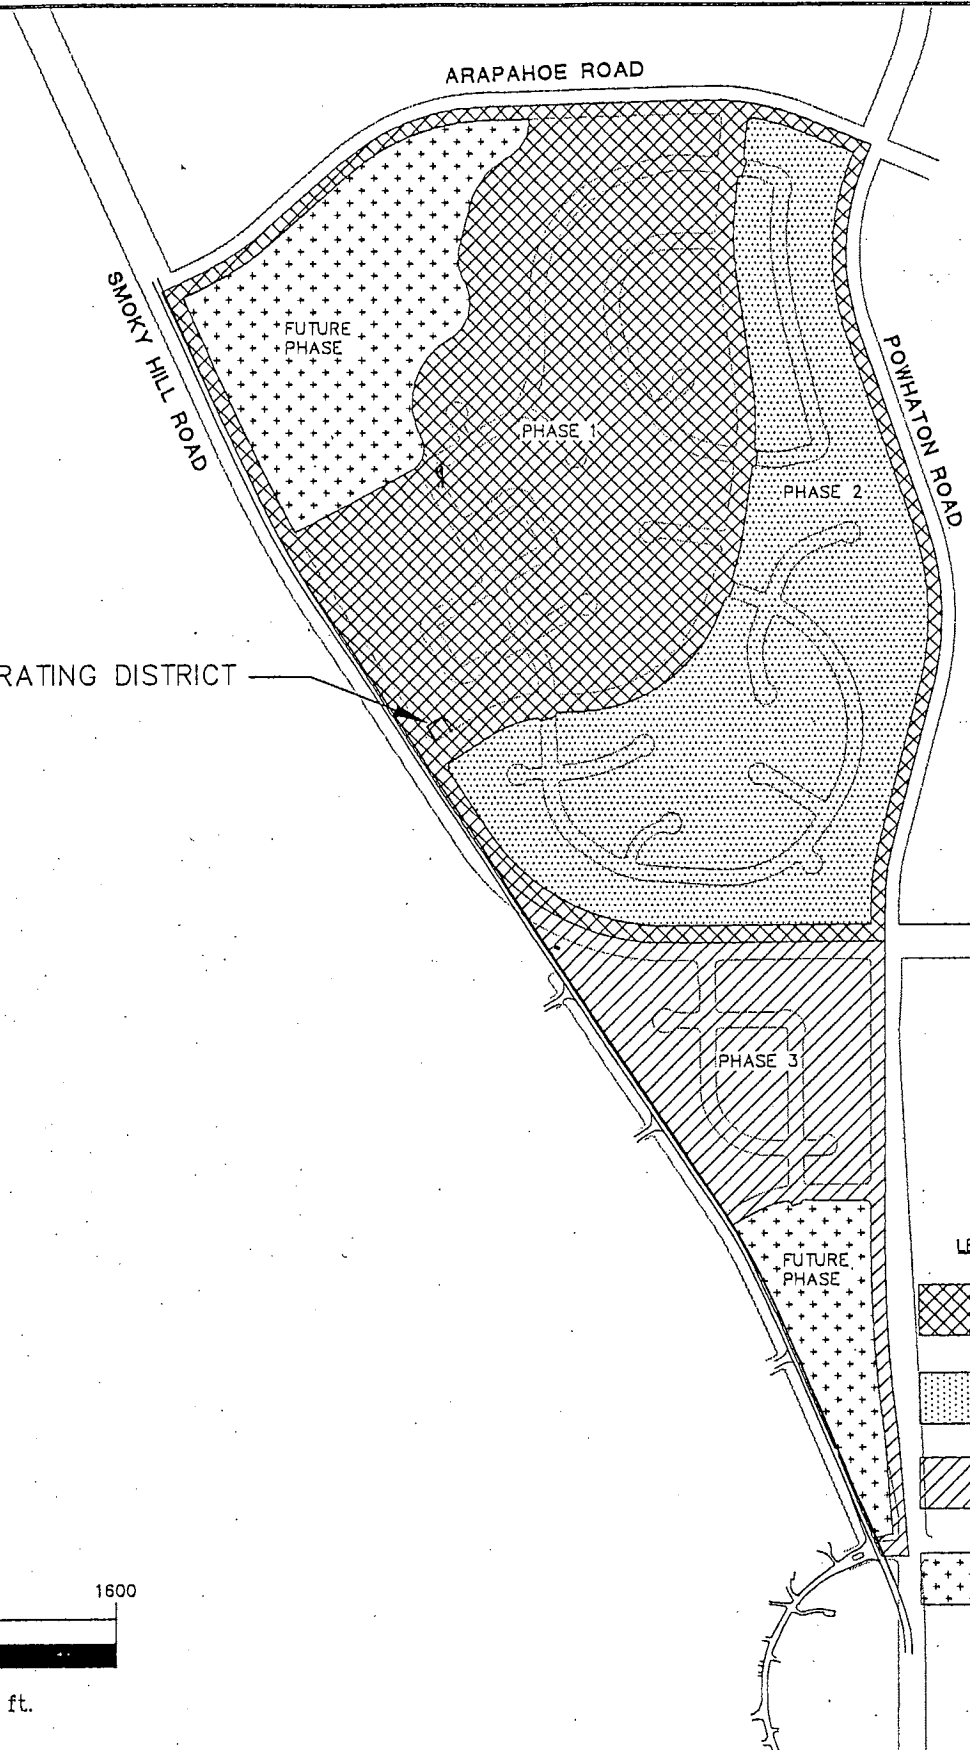 ARAPAHOE ROAD
SMOKY HILL ROAD
FUTURE
PHASE
POWHATON ROAD
PHASE 1
PHASE 2
RATING DISTRICT
PHASE 3
FUTURE
PHASE
LE
1600
ft.